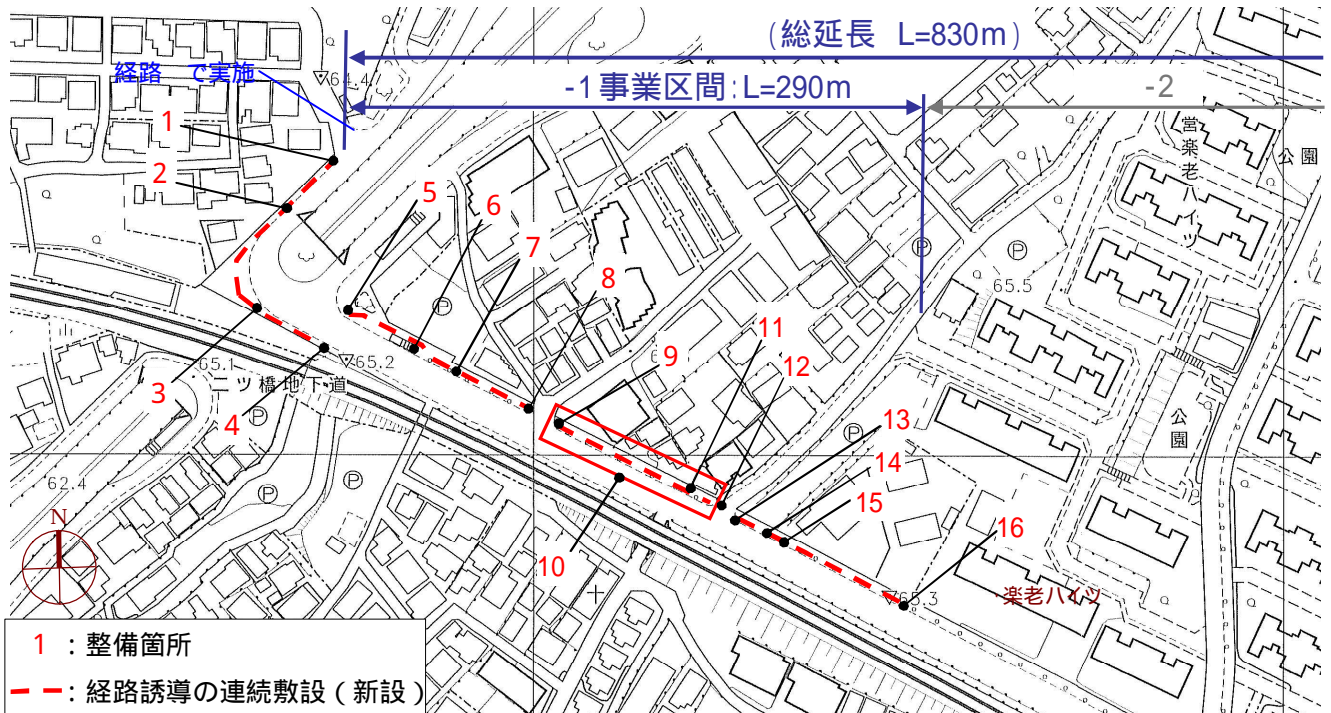 (総延長 L=830m)
-1事業区間:L=290m
-2
経路 で実施
64.4
1
2
5
6
7
8
9
11
12
13
14
15
16
3
4
10
65.1
65.2
二ツ橋地下道
62.4
65.5
65.3
営楽老ハイツ
公園
公園
楽老ハイツ
P
P
P
P
P
P
N
1 :整備箇所
:経路誘導の連続敷設(新設)